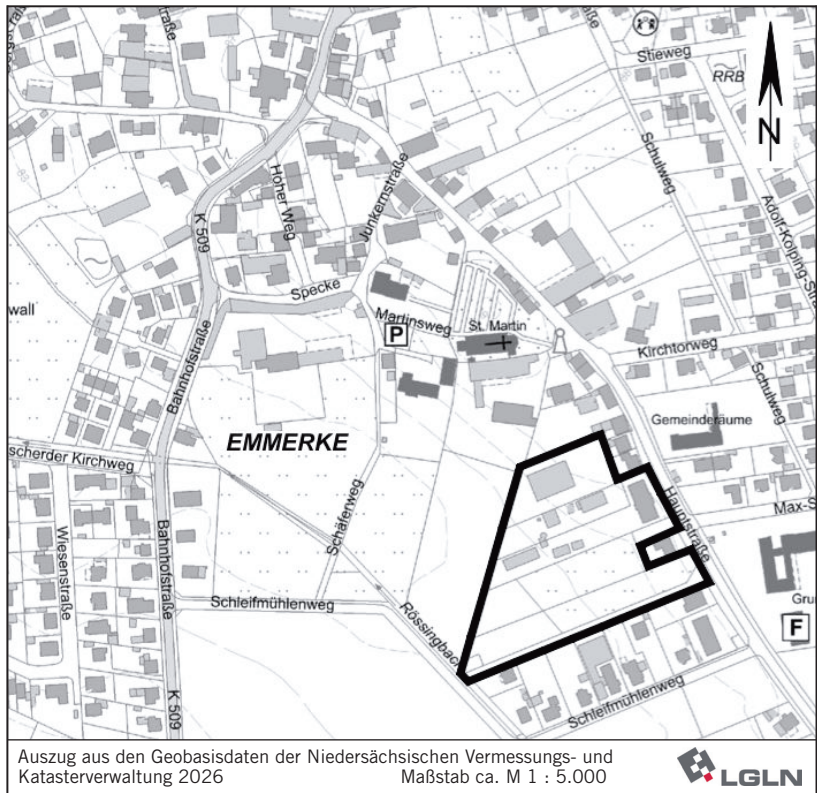 Stieweg
RRB
N
Schulweg
Adolf-Kolping-Str
Hoher Weg
Junkernstraße
K 509
Specke
wall
Martinsweg
St. Martin
P
Kirchtorweg
Bahnhofstraße
Schulweg
Gemeinderäume
EMMERKE
scherder Kirchweg
Hauptstraße
Max-S
Schäferweg
Wiesenstraße
Bahnhofstraße
Schleifmühlenweg
Rössingbach
Gru
F
K 509
Schleifmühlenweg
Auszug aus den Geobasisdaten der Niedersächsischen Vermessungs- und
Katasterverwaltung 2026 Maßstab ca. M 1 : 5.000
LGLN